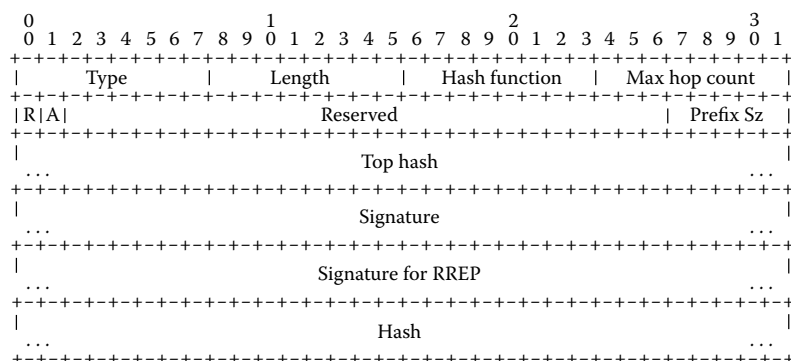 0 1 2 3
0 1 2 3 4 5 6 7 8 9 0 1 2 3 4 5 6 7 8 9 0 1 2 3 4 5 6 7 8 9 0 1
+-+-+-+-+-+-+-+-+-+-+-+-+-+-+-+-+-+-+-+-+-+-+-+-+-+-+-+-+-+-+-+-+
| Type | Length | Hash function | Max hop count |
+-+-+-+-+-+-+-+-+-+-+-+-+-+-+-+-+-+-+-+-+-+-+-+-+-+-+-+-+-+-+-+-+
|R|A| Reserved | Prefix Sz |
+-+-+-+-+-+-+-+-+-+-+-+-+-+-+-+-+-+-+-+-+-+-+-+-+-+-+-+-+-+-+-+-+
| ... Top hash ... |
+-+-+-+-+-+-+-+-+-+-+-+-+-+-+-+-+-+-+-+-+-+-+-+-+-+-+-+-+-+-+-+-+
| ... Signature ... |
+-+-+-+-+-+-+-+-+-+-+-+-+-+-+-+-+-+-+-+-+-+-+-+-+-+-+-+-+-+-+-+-+
| ... Signature for RREP ... |
+-+-+-+-+-+-+-+-+-+-+-+-+-+-+-+-+-+-+-+-+-+-+-+-+-+-+-+-+-+-+-+-+
| ... Hash ... |
+-+-+-+-+-+-+-+-+-+-+-+-+-+-+-+-+-+-+-+-+-+-+-+-+-+-+-+-+-+-+-+-+